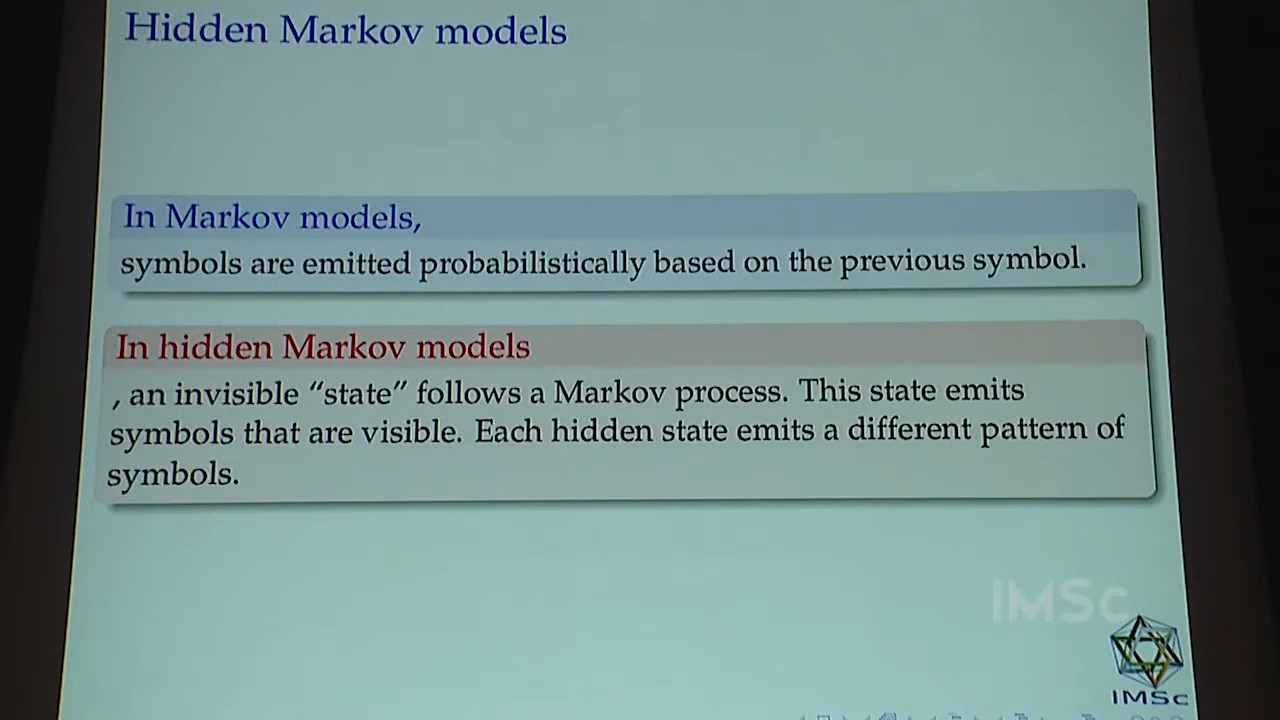 Hidden Markov models
In Markov models,
symbols are emitted probabilistically based on the previous symbol.
In hidden Markov models
, an invisible “state” follows a Markov process. This state emits
symbols that are visible. Each hidden state emits a different pattern of
symbols.
IMSc
IMSc